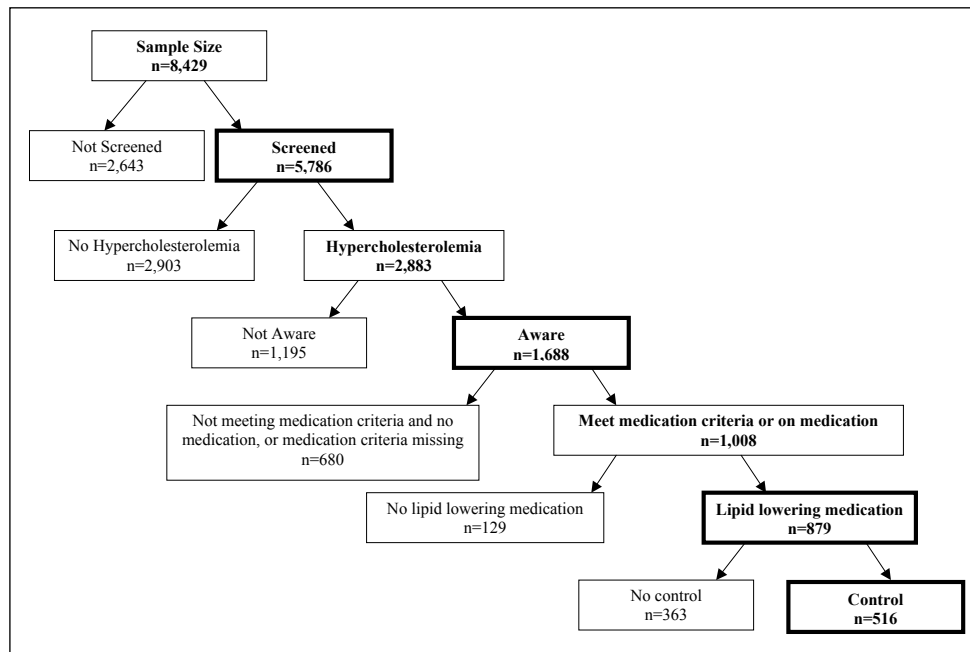 Sample Size
n=8,429
Not Screened
n=2,643
Screened
n=5,786
No Hypercholesterolemia
n=2,903
Hypercholesterolemia
n=2,883
Not Aware
n=1,195
Aware
n=1,688
Not meeting medication criteria and no
medication, or medication criteria missing
n=680
Meet medication criteria or on medication
n=1,008
No lipid lowering medication
n=129
Lipid lowering medication
n=879
No control
n=363
Control
n=516